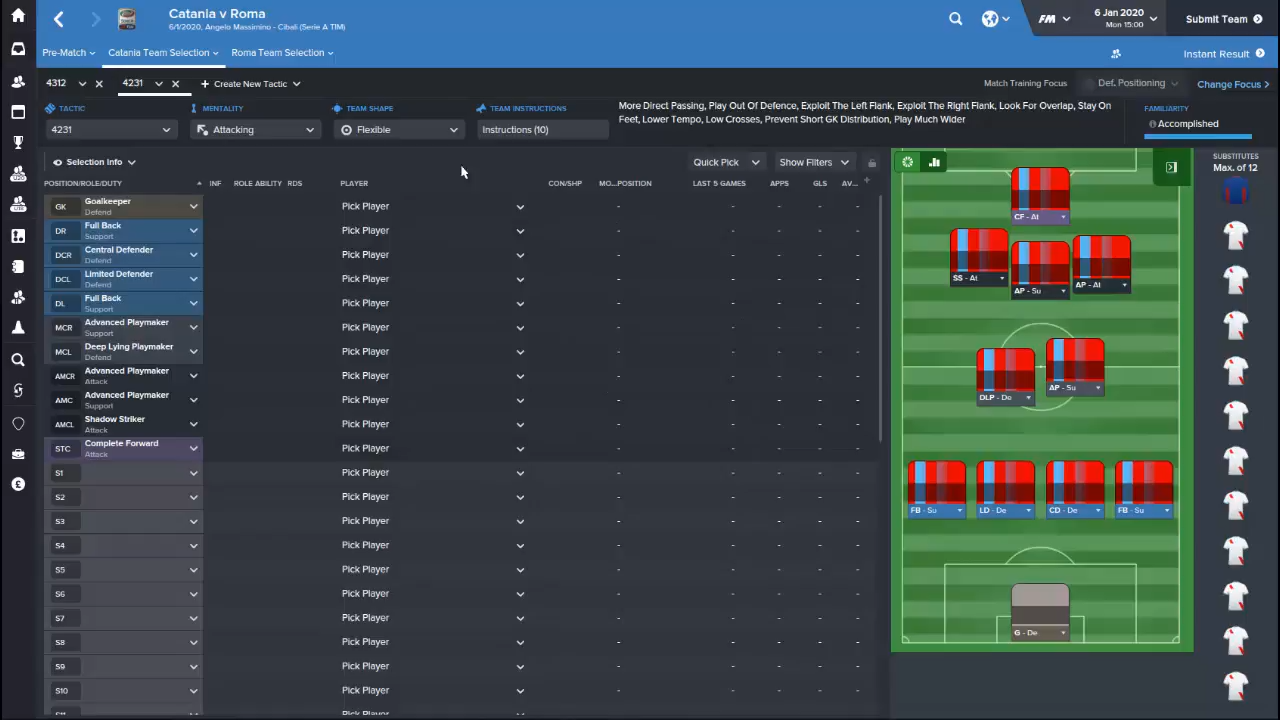 Catania v Roma
6/1/2020, Angelo Massimino - Cibali (Serie A TIM)
FM
6 Jan 2020
Mon 15:00
Submit Team
Pre-Match
Catania Team Selection
Roma Team Selection
Instant Result
4312
4231
Create New Tactic
Match Training Focus
Def. Positioning
Change Focus >
TACTIC
MENTALITY
TEAM SHAPE
TEAM INSTRUCTIONS
More Direct Passing, Play Out Of Defence, Exploit The Left Flank, Exploit The Right Flank, Look For Overlap, Stay On
Feet, Lower Tempo, Low Crosses, Prevent Short GK Distribution, Play Much Wider
FAMILIARITY
Accomplished
4231
Attacking
Flexible
Instructions (10)
Selection Info
Quick Pick
Show Filters
POSITION/ROLE/DUTY
INF
ROLE ABILITY
RDS
PLAYER
CON/SHP
MO...POSITION
LAST 5 GAMES
APPS
GLS
AV...
GK Goalkeeper Pick Player - - - - -
Defend
DR Full Back Pick Player - - - - -
Support
DCR Central Defender Pick Player - - - - -
Defend
DCL Limited Defender Pick Player - - - - -
Defend
DL Full Back Pick Player - - - - -
Support
MCR Advanced Playmaker Pick Player - - - - -
Support
MCL Deep Lying Playmaker Pick Player - - - - -
Defend
AMCR Advanced Playmaker Pick Player - - - - -
Attack
AMC Advanced Playmaker Pick Player - - - - -
Support
AMCL Shadow Striker Pick Player - - - - -
Attack
STC Complete Forward Pick Player - - - - -
Attack
S1 Pick Player - - - - -
S2 Pick Player - - - - -
S3 Pick Player - - - - -
S4 Pick Player - - - - -
S5 Pick Player - - - - -
S6 Pick Player - - - - -
S7 Pick Player - - - - -
S8 Pick Player - - - - -
S9 Pick Player - - - - -
S10 Pick Player - - - - -
CF - At
SS - At
AP - Su
AP - At
DLP - De
AP - Su
FB - Su
LD - De
CD - De
FB - Su
G - De
SUBSTITUTES
Max. of 12